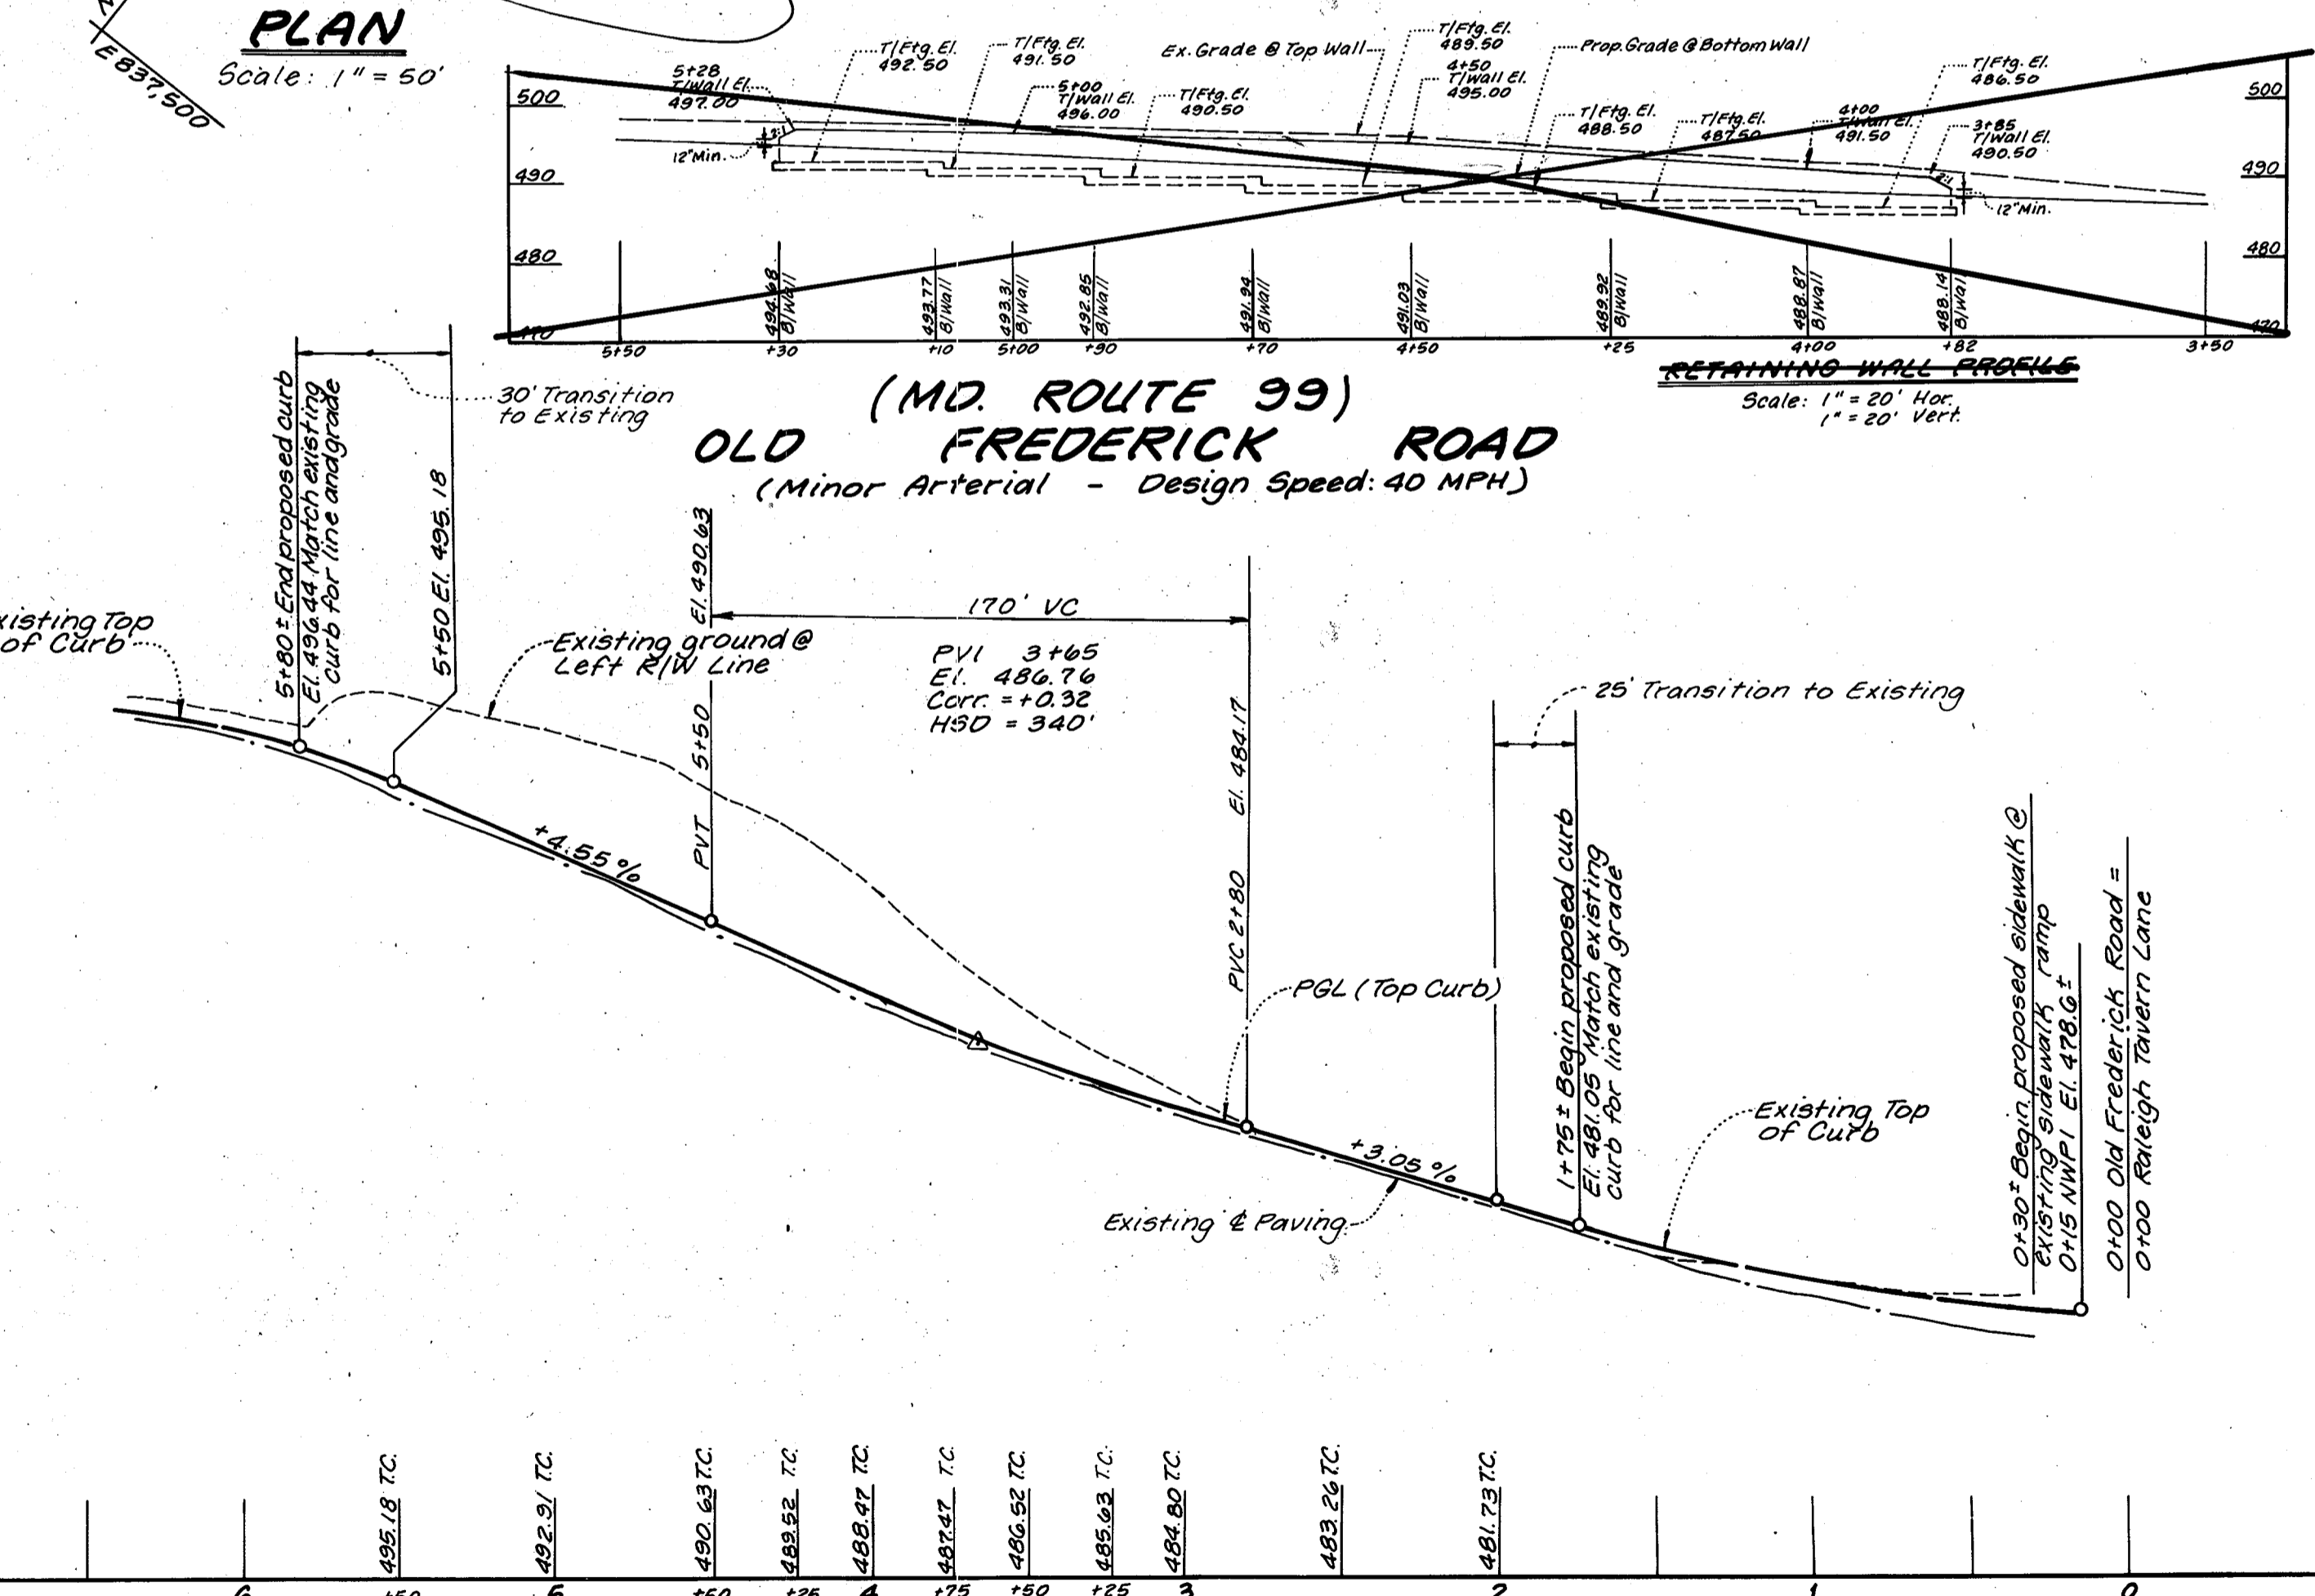 PLAN
Scale: 1" = 50'
E 837,500
5+28
T/Wall El.
497.00
T/Ftg. El.
492.50
T/Ftg. El.
491.50
5+00
T/Wall El.
496.00
T/Ftg. El.
490.50
Ex. Grade @ Top Wall
T/Ftg. El.
489.50
4+50
T/Wall El.
495.00
Prop. Grade @ Bottom Wall
T/Ftg. El.
488.50
T/Ftg. El.
487.50
4+00
T/Wall El.
491.50
T/Ftg. El.
486.50
3+85
T/Wall El.
490.50
2:1
12" Min.
2:1
12" Min.
500
490
480
470
500
490
480
470
494.68
B/Wall
493.77
B/Wall
493.31
B/Wall
492.85
B/Wall
491.94
B/Wall
491.03
B/Wall
489.92
B/Wall
488.87
B/Wall
488.14
B/Wall
5+50 +30 +10 5+00 +90 +70 4+50 +25 4+00 +82 3+50
RETAINING WALL PROFILE
Scale: 1" = 20' Hor.
1" = 20' Vert.
(MD. ROUTE 99)
OLD FREDERICK ROAD
(Minor Arterial - Design Speed: 40 MPH)
30' Transition
to Existing
5+80± End proposed curb
El. 496.44 Match existing
curb for line and grade
5+50 El. 495.18
xisting Top
of Curb
Existing ground @
Left R/W Line
PVT 5+50 El. 490.63
170' VC
PVI 3+65
El. 486.76
Corr. = +0.32
HSD = 340'
PVC 2+80 El. 484.17
25' Transition to Existing
+4.55%
PGL (Top Curb)
+3.05%
Existing ℄ Paving
1+75± Begin proposed curb
El. 481.05 Match existing
curb for line and grade
Existing Top
of Curb
0+30± Begin proposed sidewalk @
existing sidewalk ramp
0+15 NWPI El. 478.6±
0+00 Old Frederick Road =
0+00 Raleigh Tavern Lane
495.18 T.C.
492.91 T.C.
490.63 T.C.
489.52 T.C.
488.47 T.C.
487.47 T.C.
486.52 T.C.
485.63 T.C.
484.80 T.C.
483.26 T.C.
481.73 T.C.
6 +50 5 +50 +25 4 +75 +50 +25 3 2 1 0